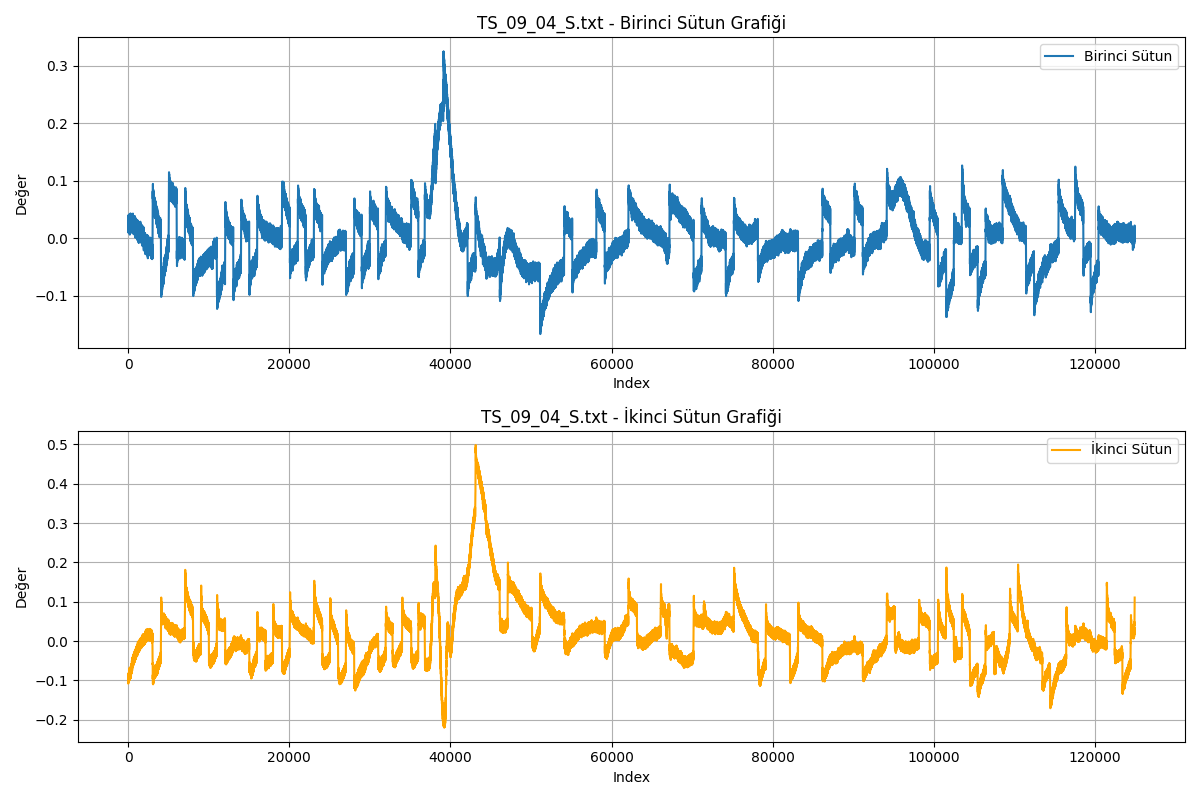 TS_09_04_S.txt - Birinci Sütun Grafiği
Birinci Sütun
Değer
0.3
0.2
0.1
0.0
−0.1
0 20000 40000 60000 80000 100000 120000
Index
TS_09_04_S.txt - İkinci Sütun Grafiği
İkinci Sütun
Değer
0.5
0.4
0.3
0.2
0.1
0.0
−0.1
−0.2
0 20000 40000 60000 80000 100000 120000
Index